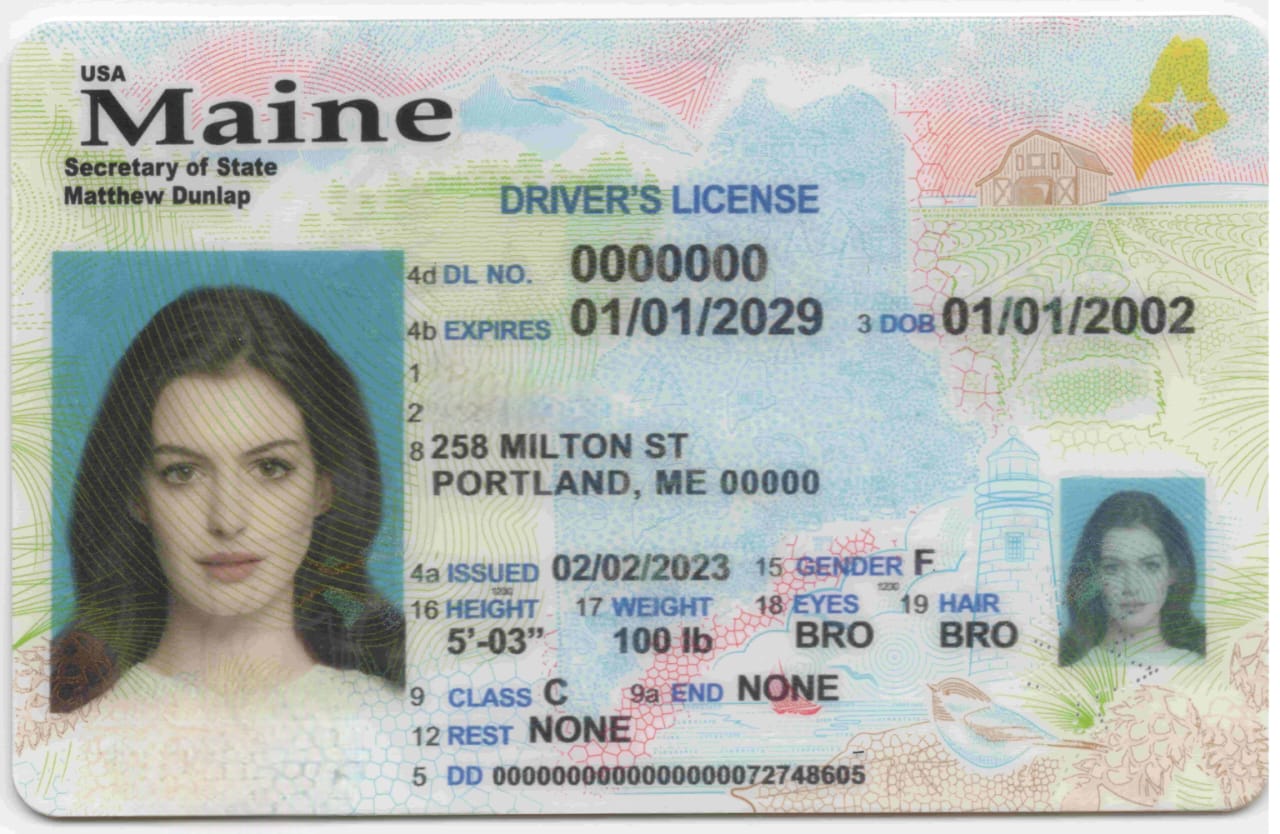 USA
Maine
Secretary of State
Matthew Dunlap
DRIVER'S LICENSE
4d DL NO. 0000000
4b EXPIRES 01/01/2029 3 DOB 01/01/2002
1
2
8 258 MILTON ST
PORTLAND, ME 00000
4a ISSUED 02/02/2023 15 GENDER F
1230 1230
16 HEIGHT 17 WEIGHT 18 EYES 19 HAIR
5'-03” 100 lb BRO BRO
9 CLASS C 9a END NONE
12 REST NONE
5 DD 00000000000000000072748605